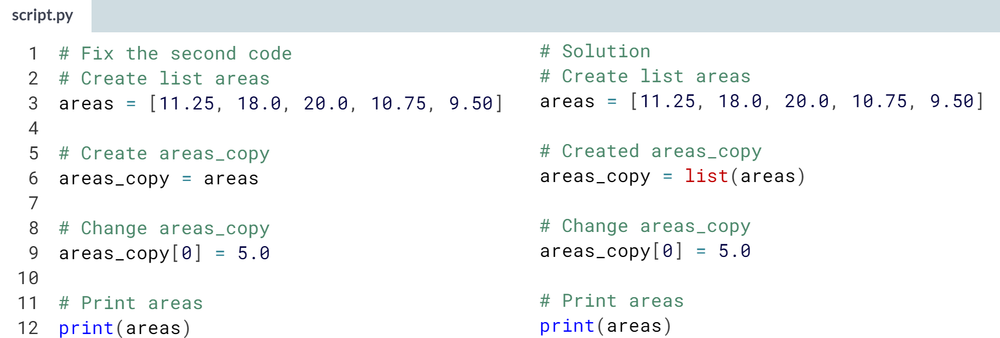 script.py
1 # Fix the second code
2 # Create list areas
3 areas = [11.25, 18.0, 20.0, 10.75, 9.50]
4
5 # Create areas_copy
6 areas_copy = areas
7
8 # Change areas_copy
9 areas_copy[0] = 5.0
10
11 # Print areas
12 print(areas)
# Solution
# Create list areas
areas = [11.25, 18.0, 20.0, 10.75, 9.50]
# Created areas_copy
areas_copy = list(areas)
# Change areas_copy
areas_copy[0] = 5.0
# Print areas
print(areas)